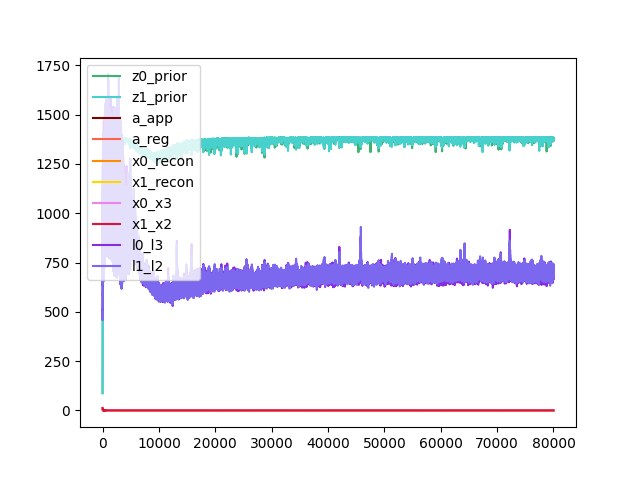 1750
1500
1250
1000
750
500
250
0
z0_prior
z1_prior
a_app
a_reg
x0_recon
x1_recon
x0_x3
x1_x2
l0_l3
l1_l2
0 10000 20000 30000 40000 50000 60000 70000 80000